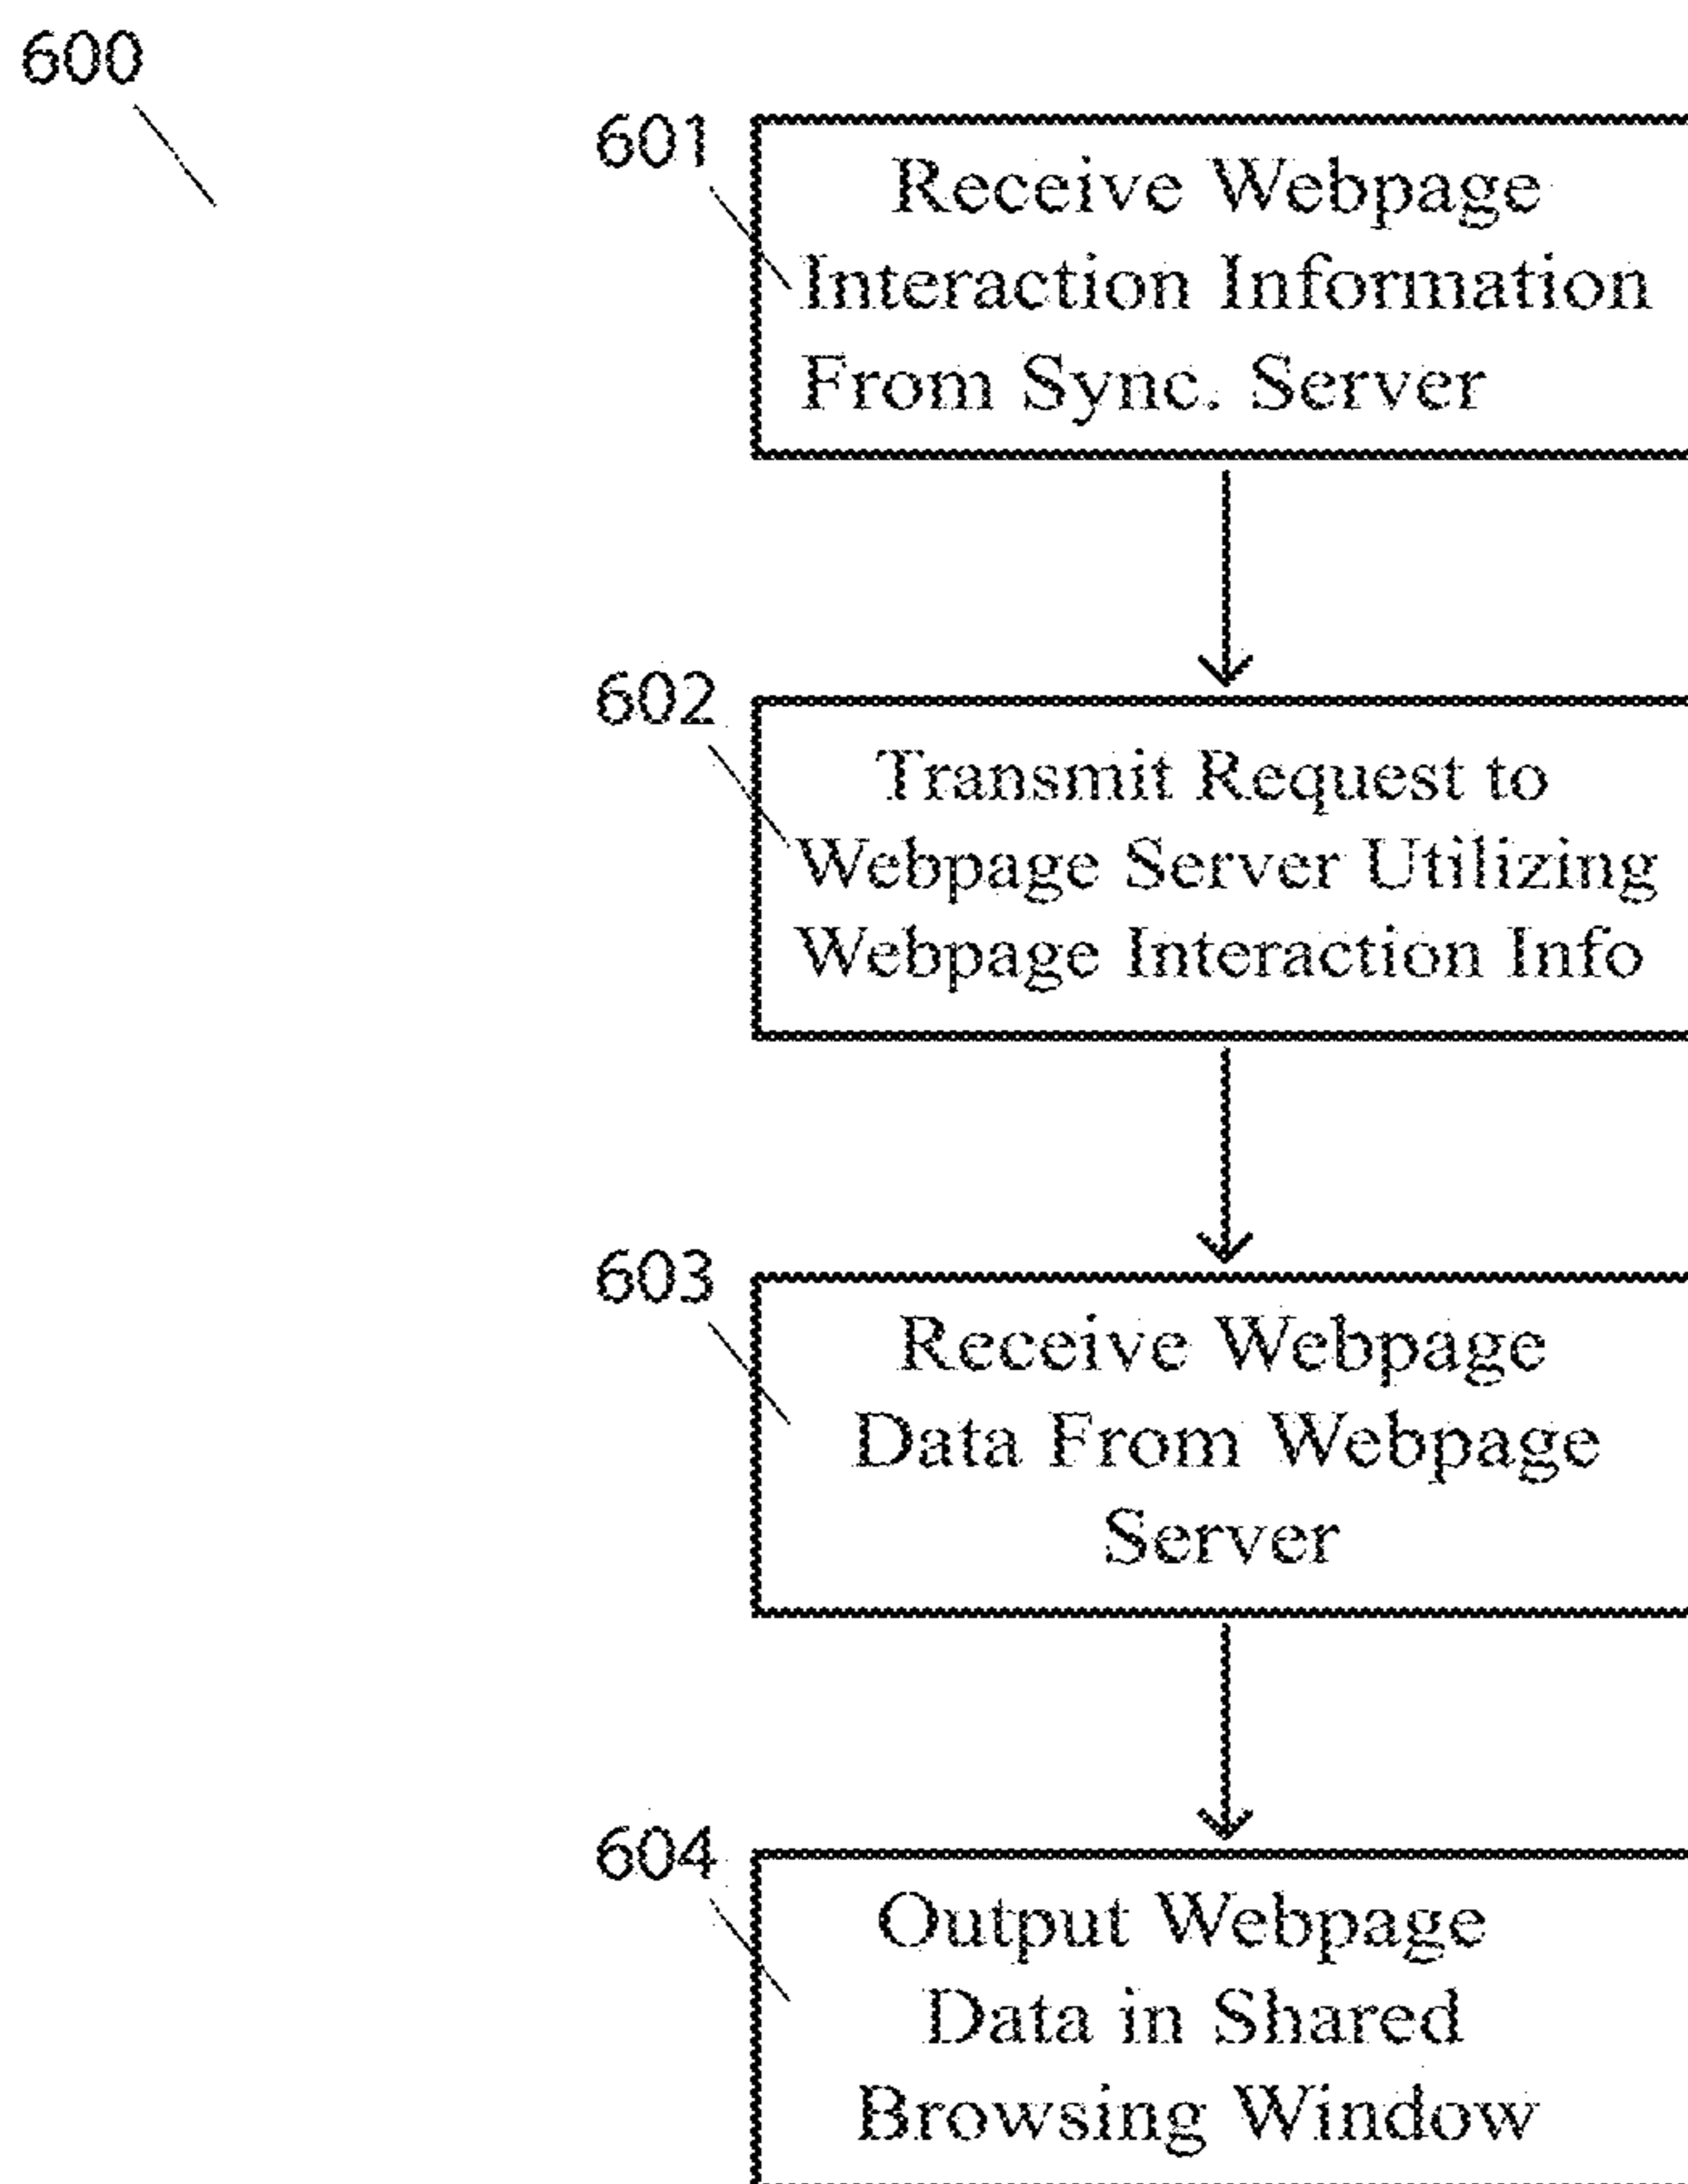 600
601
Receive Webpage
Interaction Information
From Sync. Server
602
Transmit Request to
Webpage Server Utilizing
Webpage Interaction Info
603
Receive Webpage
Data From Webpage
Server
604
Output Webpage
Data in Shared
Browsing Window